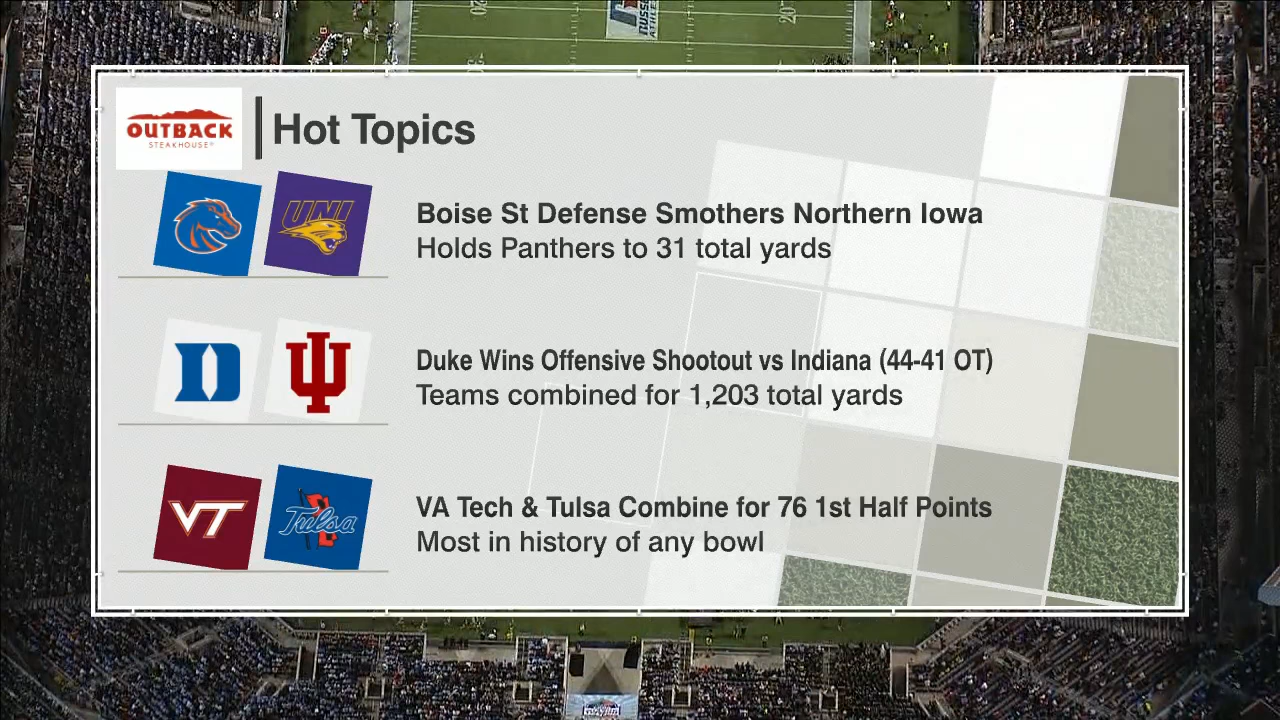 OUTBACK
STEAKHOUSE®
Hot Topics
UNI
Boise St Defense Smothers Northern Iowa
Holds Panthers to 31 total yards
D
IU
Duke Wins Offensive Shootout vs Indiana (44-41 OT)
Teams combined for 1,203 total yards
VT
Tulsa
VA Tech & Tulsa Combine for 76 1st Half Points
Most in history of any bowl